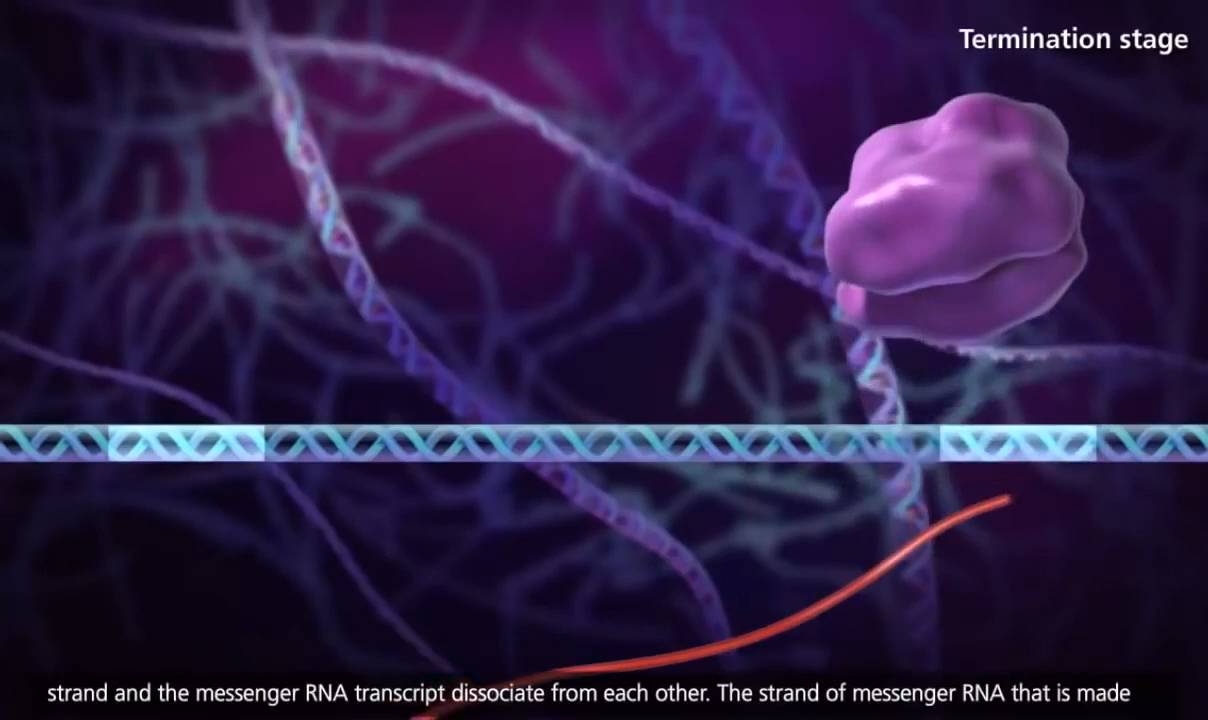 Termination stage
strand and the messenger RNA transcript dissociate from each other. The strand of messenger RNA that is made